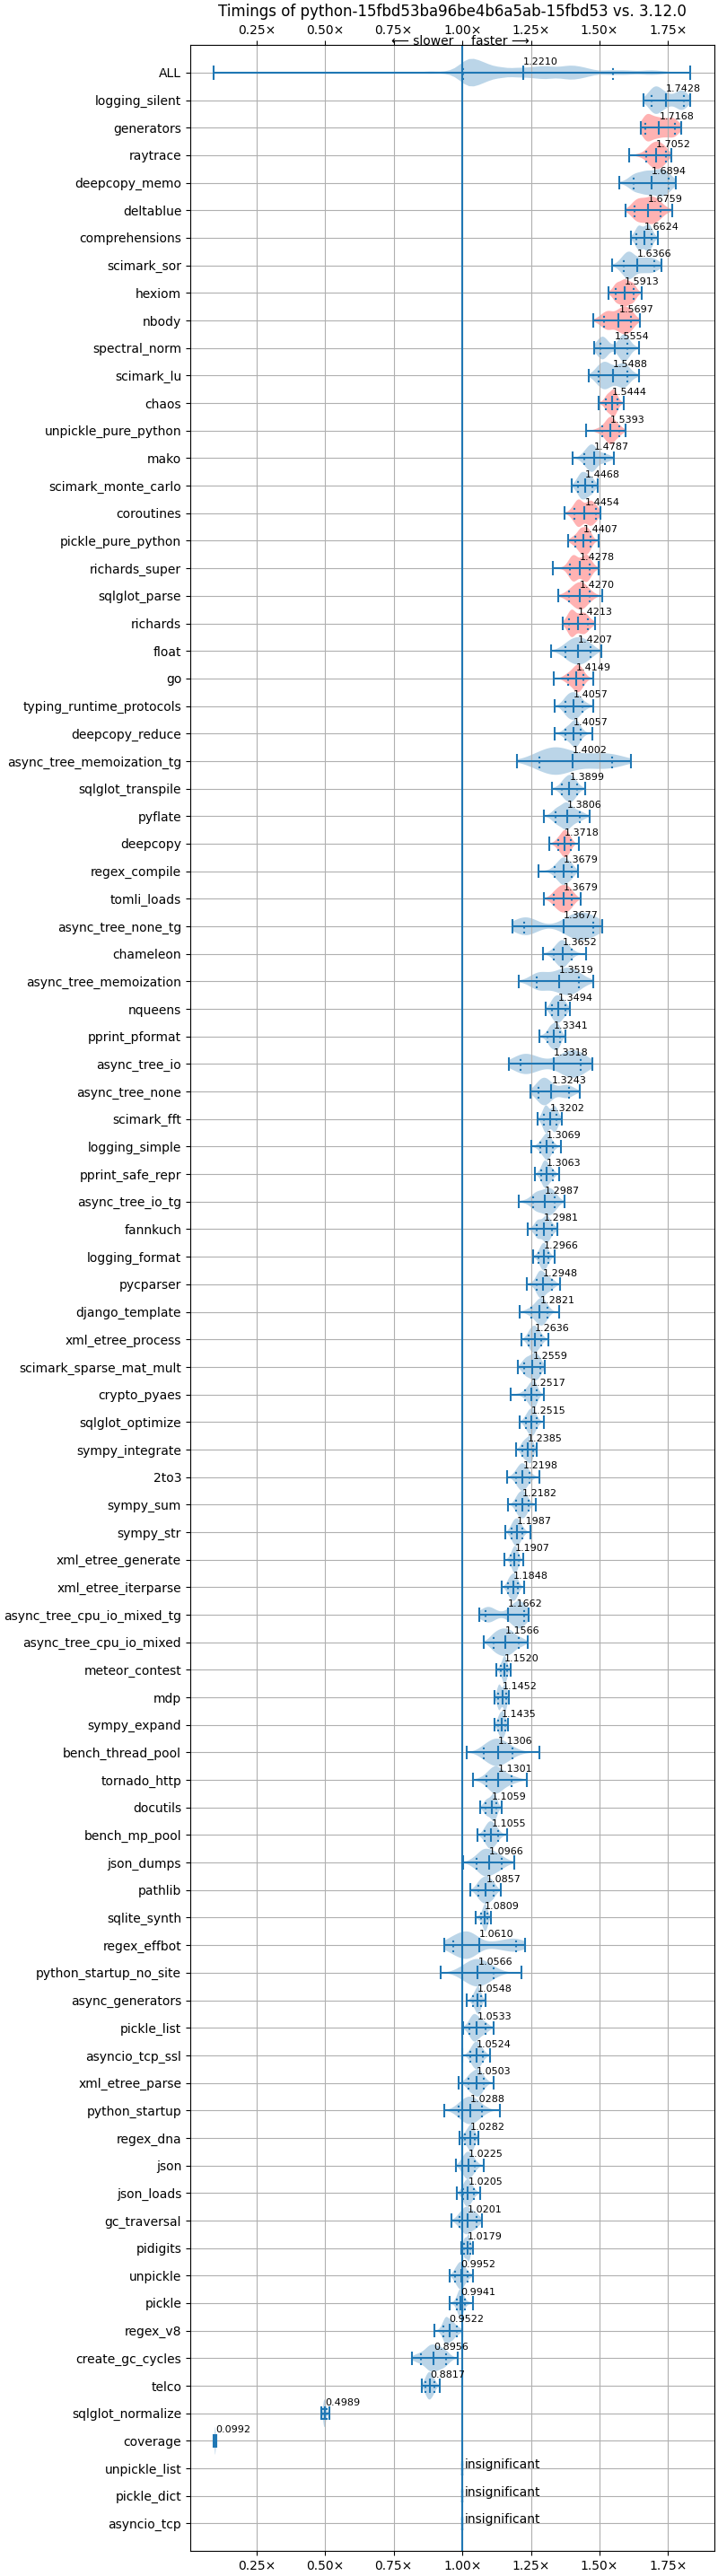 Timings of python-15fbd53ba96be4b6a5ab-15fbd53 vs. 3.12.0
0.25× 0.50× 0.75× 1.00× 1.25× 1.50× 1.75×
⟵ slower faster ⟶
ALL 1.2210
logging_silent 1.7428
generators 1.7168
raytrace 1.7052
deepcopy_memo 1.6894
deltablue 1.6759
comprehensions 1.6624
scimark_sor 1.6366
hexiom 1.5913
nbody 1.5697
spectral_norm 1.5554
scimark_lu 1.5488
chaos 1.5444
unpickle_pure_python 1.5393
mako 1.4787
scimark_monte_carlo 1.4468
coroutines 1.4454
pickle_pure_python 1.4407
richards_super 1.4278
sqlglot_parse 1.4270
richards 1.4213
float 1.4207
go 1.4149
typing_runtime_protocols 1.4057
deepcopy_reduce 1.4057
async_tree_memoization_tg 1.4002
sqlglot_transpile 1.3899
pyflate 1.3806
deepcopy 1.3718
regex_compile 1.3679
tomli_loads 1.3679
async_tree_none_tg 1.3677
chameleon 1.3652
async_tree_memoization 1.3519
nqueens 1.3494
pprint_pformat 1.3341
async_tree_io 1.3318
async_tree_none 1.3243
scimark_fft 1.3202
logging_simple 1.3069
pprint_safe_repr 1.3063
async_tree_io_tg 1.2987
fannkuch 1.2981
logging_format 1.2966
pycparser 1.2948
django_template 1.2821
xml_etree_process 1.2636
scimark_sparse_mat_mult 1.2559
crypto_pyaes 1.2517
sqlglot_optimize 1.2515
sympy_integrate 1.2385
2to3 1.2198
sympy_sum 1.2182
sympy_str 1.1987
xml_etree_generate 1.1907
xml_etree_iterparse 1.1848
async_tree_cpu_io_mixed_tg 1.1662
async_tree_cpu_io_mixed 1.1566
meteor_contest 1.1520
mdp 1.1452
sympy_expand 1.1435
bench_thread_pool 1.1306
tornado_http 1.1301
docutils 1.1059
bench_mp_pool 1.1055
json_dumps 1.0966
pathlib 1.0857
sqlite_synth 1.0809
regex_effbot 1.0610
python_startup_no_site 1.0566
async_generators 1.0548
pickle_list 1.0533
asyncio_tcp_ssl 1.0524
xml_etree_parse 1.0503
python_startup 1.0288
regex_dna 1.0282
json 1.0225
json_loads 1.0205
gc_traversal 1.0201
pidigits 1.0179
unpickle 0.9952
pickle 0.9941
regex_v8 0.9522
create_gc_cycles 0.8956
telco 0.8817
sqlglot_normalize 0.4989
coverage 0.0992
unpickle_list insignificant
pickle_dict insignificant
asyncio_tcp insignificant
0.25× 0.50× 0.75× 1.00× 1.25× 1.50× 1.75×